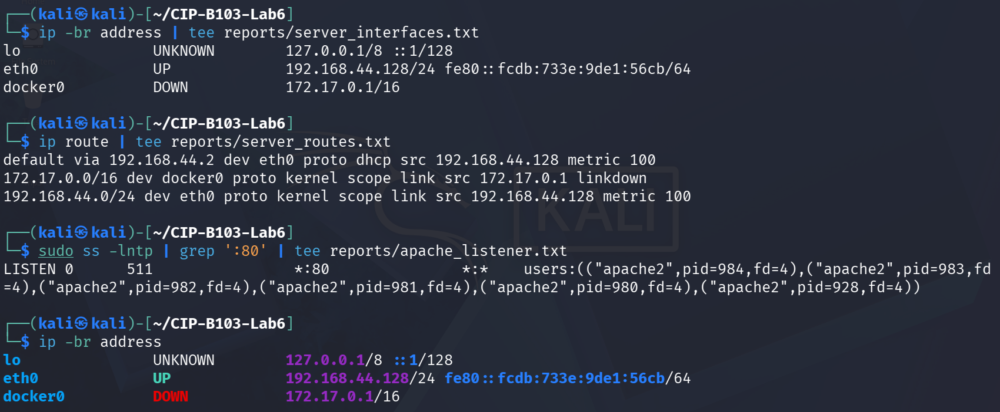 ┌──(kali㉿kali)-[~/CIP-B103-Lab6]
└─$ ip -br address | tee reports/server_interfaces.txt
lo               UNKNOWN        127.0.0.1/8 ::1/128
eth0             UP             192.168.44.128/24 fe80::fcdb:733e:9de1:56cb/64
docker0          DOWN           172.17.0.1/16

┌──(kali㉿kali)-[~/CIP-B103-Lab6]
└─$ ip route | tee reports/server_routes.txt
default via 192.168.44.2 dev eth0 proto dhcp src 192.168.44.128 metric 100
172.17.0.0/16 dev docker0 proto kernel scope link src 172.17.0.1 linkdown
192.168.44.0/24 dev eth0 proto kernel scope link src 192.168.44.128 metric 100
KALI

┌──(kali㉿kali)-[~/CIP-B103-Lab6]
└─$ sudo ss -lntp | grep ':80' | tee reports/apache_listener.txt
LISTEN 0      511                *:80               *:*    users:(("apache2",pid=984,fd=4),("apache2",pid=983,fd
=4),("apache2",pid=982,fd=4),("apache2",pid=981,fd=4),("apache2",pid=980,fd=4),("apache2",pid=928,fd=4))

┌──(kali㉿kali)-[~/CIP-B103-Lab6]
└─$ ip -br address
lo               UNKNOWN        127.0.0.1/8 ::1/128
eth0             UP             192.168.44.128/24 fe80::fcdb:733e:9de1:56cb/64
docker0          DOWN           172.17.0.1/16